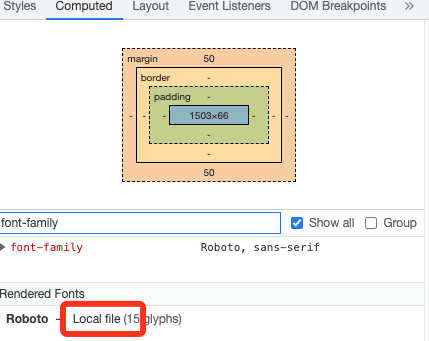 Styles Computed Layout Event Listeners DOM Breakpoints »
margin 50
border -
padding -
- - - 1503×66 - - -
-
-
50
font-family Show all Group
font-family Roboto, sans-serif
Rendered Fonts
Roboto — Local file (15 glyphs)